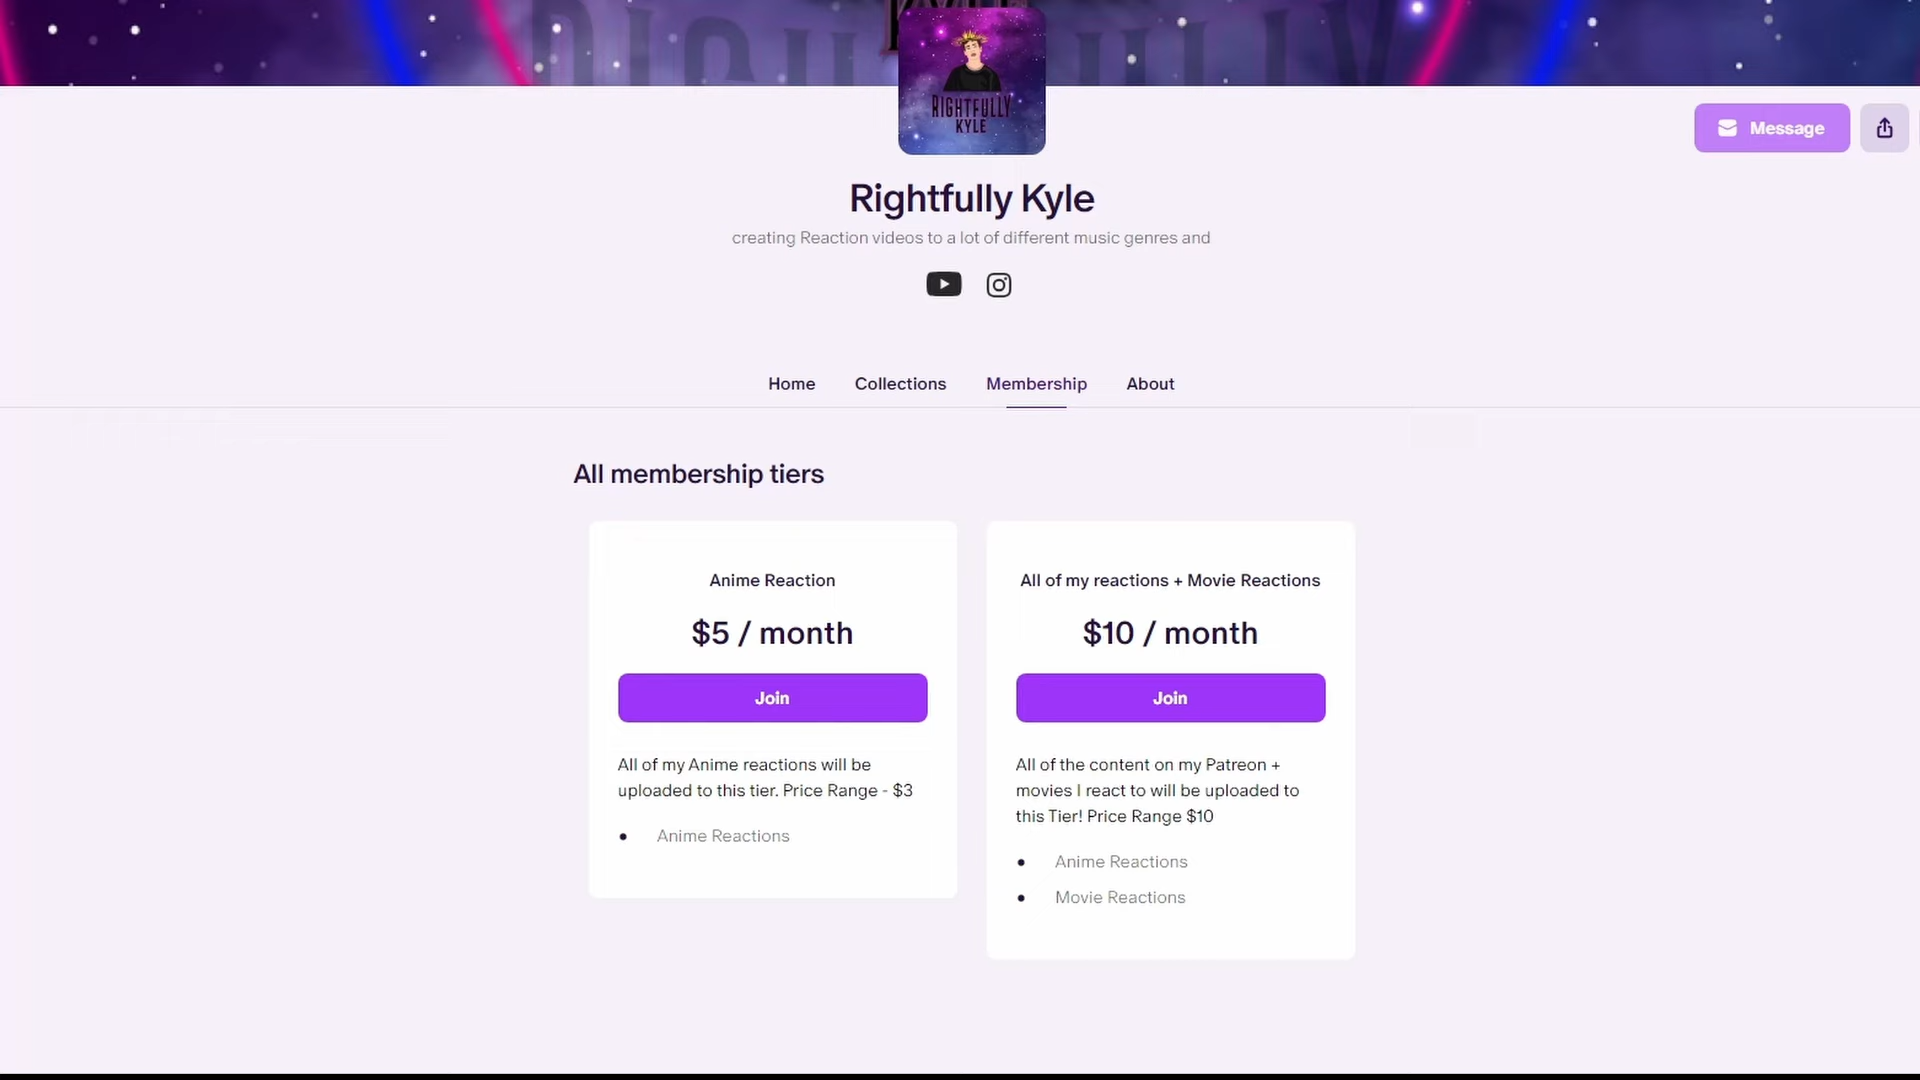 RIGHTFULLY
KYLE
Message
Rightfully Kyle
creating Reaction videos to a lot of different music genres and
Home Collections Membership About
All membership tiers
Anime Reaction
$5 / month
Join
All of my Anime reactions will be
uploaded to this tier. Price Range - $3
• Anime Reactions
All of my reactions + Movie Reactions
$10 / month
Join
All of the content on my Patreon +
movies I react to will be uploaded to
this Tier! Price Range $10
• Anime Reactions
• Movie Reactions